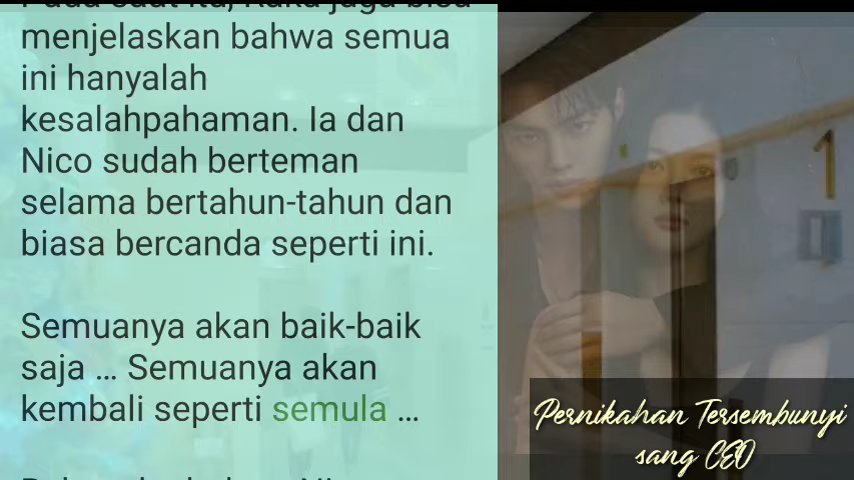 menjelaskan bahwa semua
ini hanyalah
kesalahpahaman. Ia dan
Nico sudah berteman
selama bertahun-tahun dan
biasa bercanda seperti ini.
Semuanya akan baik-baik
saja ... Semuanya akan
kembali seperti semula ...
1
Pernikahan Tersembunyi
sang CEO